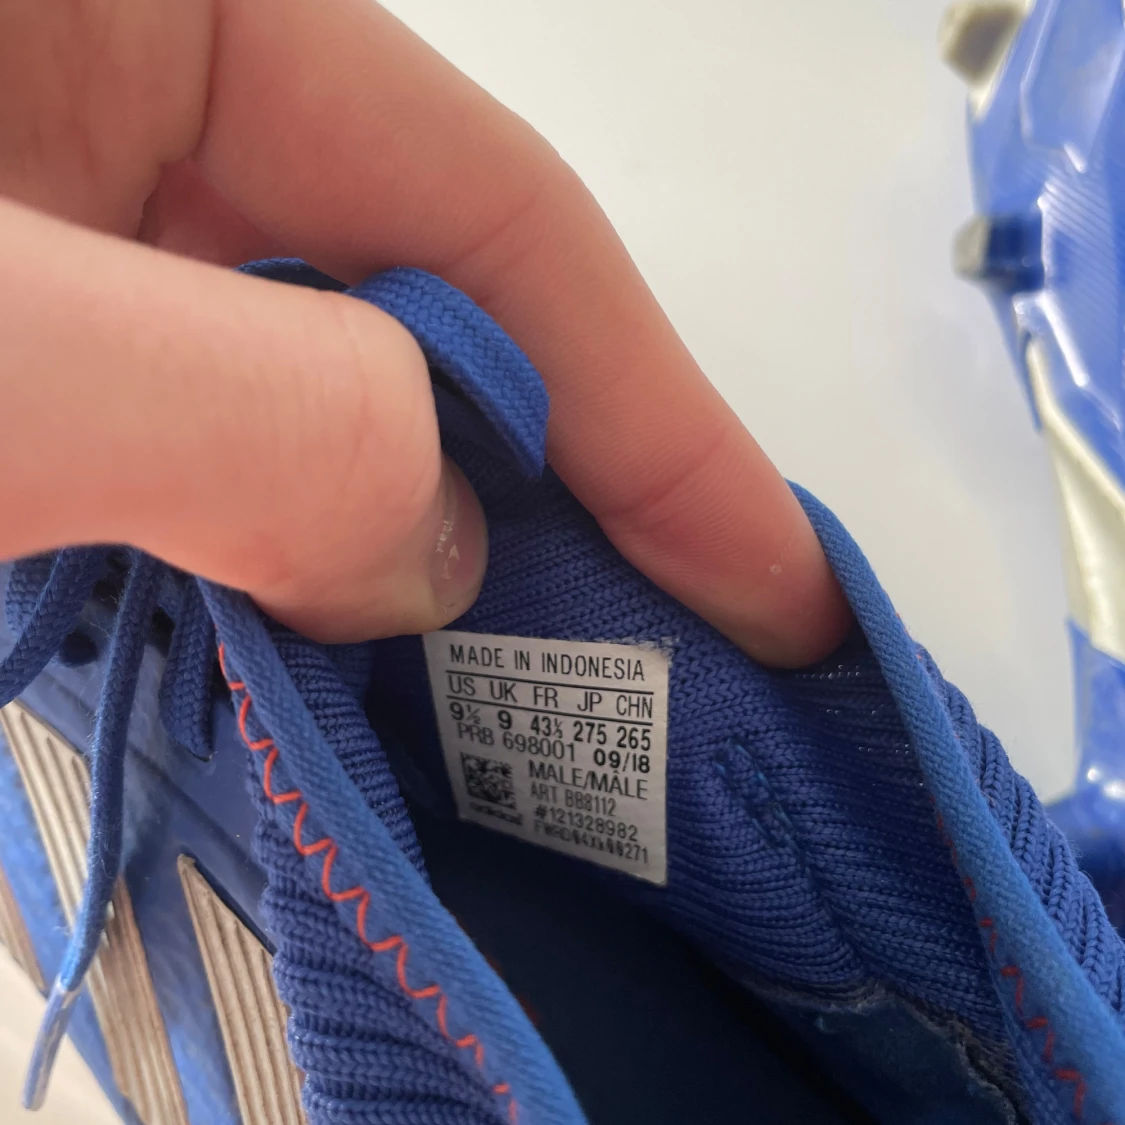 MADE IN INDONESIA
US UK FR JP CHN
9½ 9 43⅓ 275 265
PRB 698001 09/18
MALE/MÂLE
ART BB8112
#121328982
adidas